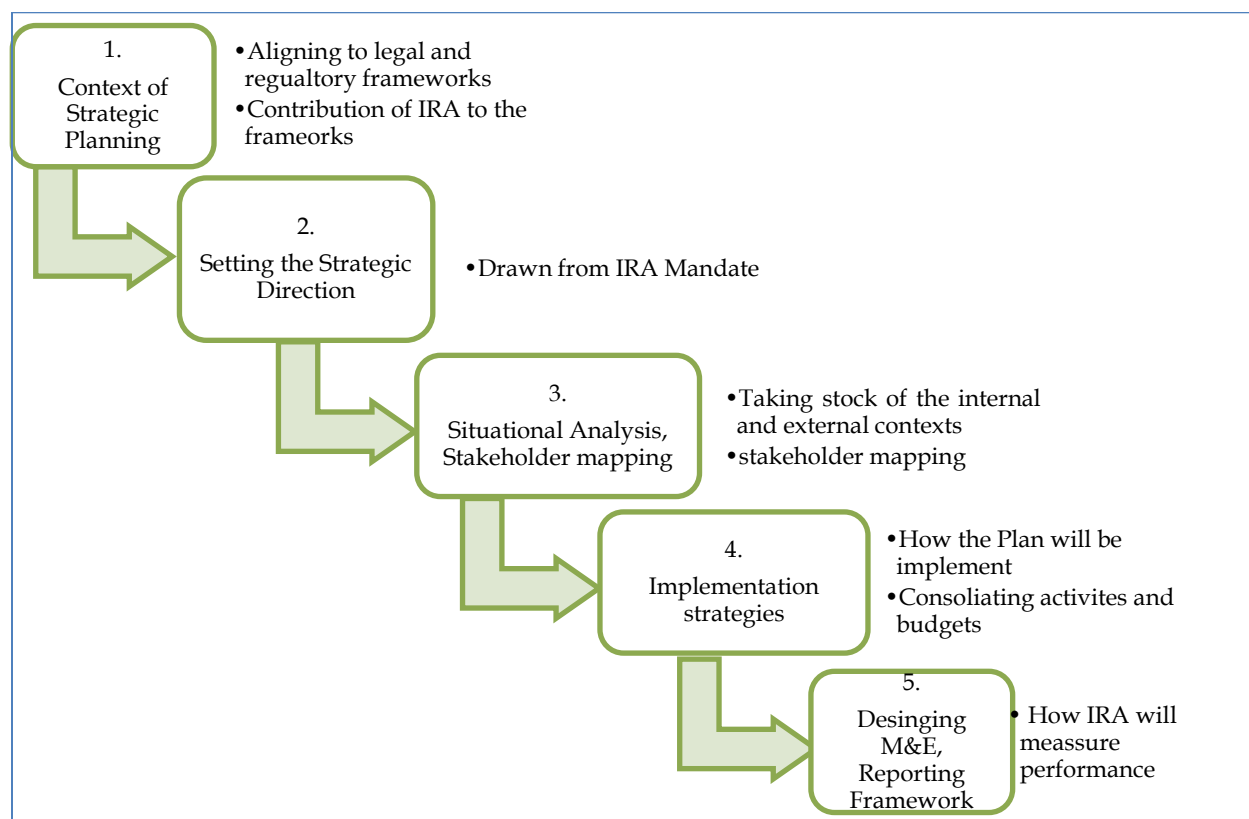 1.
Context of
Strategic
Planning
•Aligning to legal and
regualtory frameworks
•Contribution of IRA to the
frameorks
2.
Setting the Strategic
Direction
•Drawn from IRA Mandate
3.
Situational Analysis,
Stakeholder mapping
•Taking stock of the internal
and external contexts
•stakeholder mapping
4.
Implementation
strategies
•How the Plan will be
implement
•Consoliating activites and
budgets
5.
Desinging
M&E,
Reporting
Framework
• How IRA will
meassure
performance